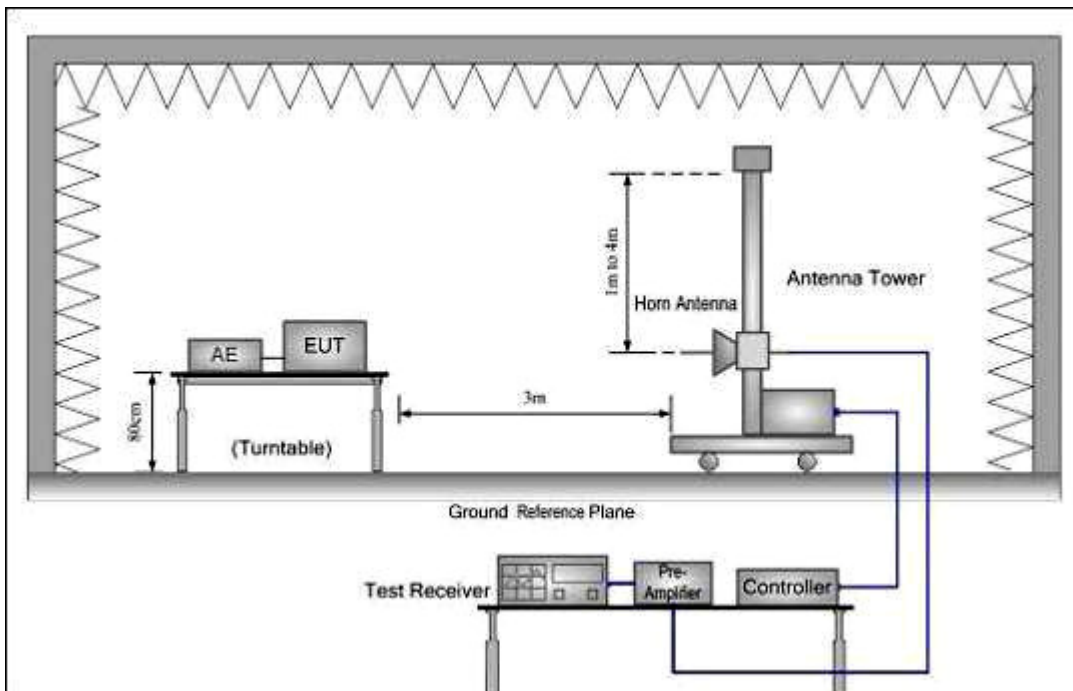 1m to 4m
Antenna Tower
Horn Antenna
AE
EUT
3m
80cm
(Turntable)
Ground Reference Plane
Test Receiver
Pre-
Amplifier
Controller